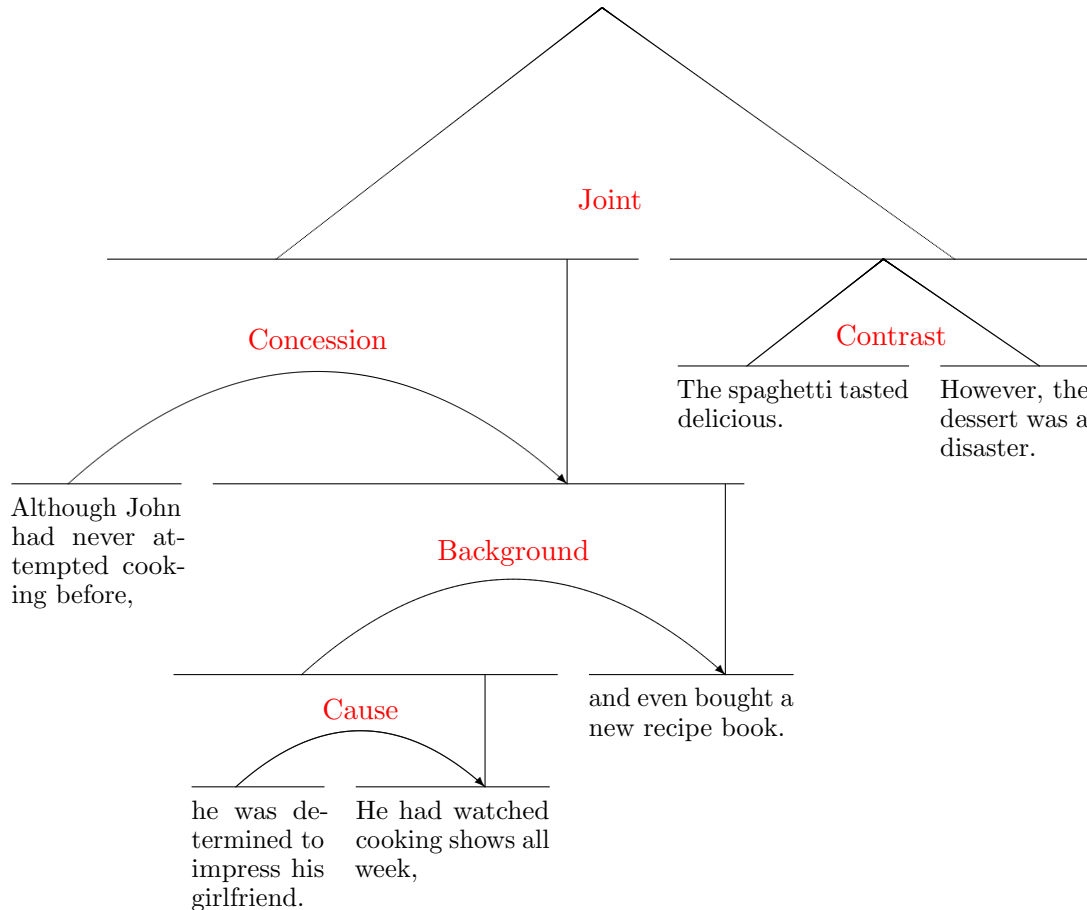 Joint
Concession
Contrast
The spaghetti tasted
delicious.
However, the
dessert was a
disaster.
Although John
had never at-
tempted cook-
ing before,
Background
and even bought a
new recipe book.
Cause
he was de-
termined to
impress his
girlfriend.
He had watched
cooking shows all
week,